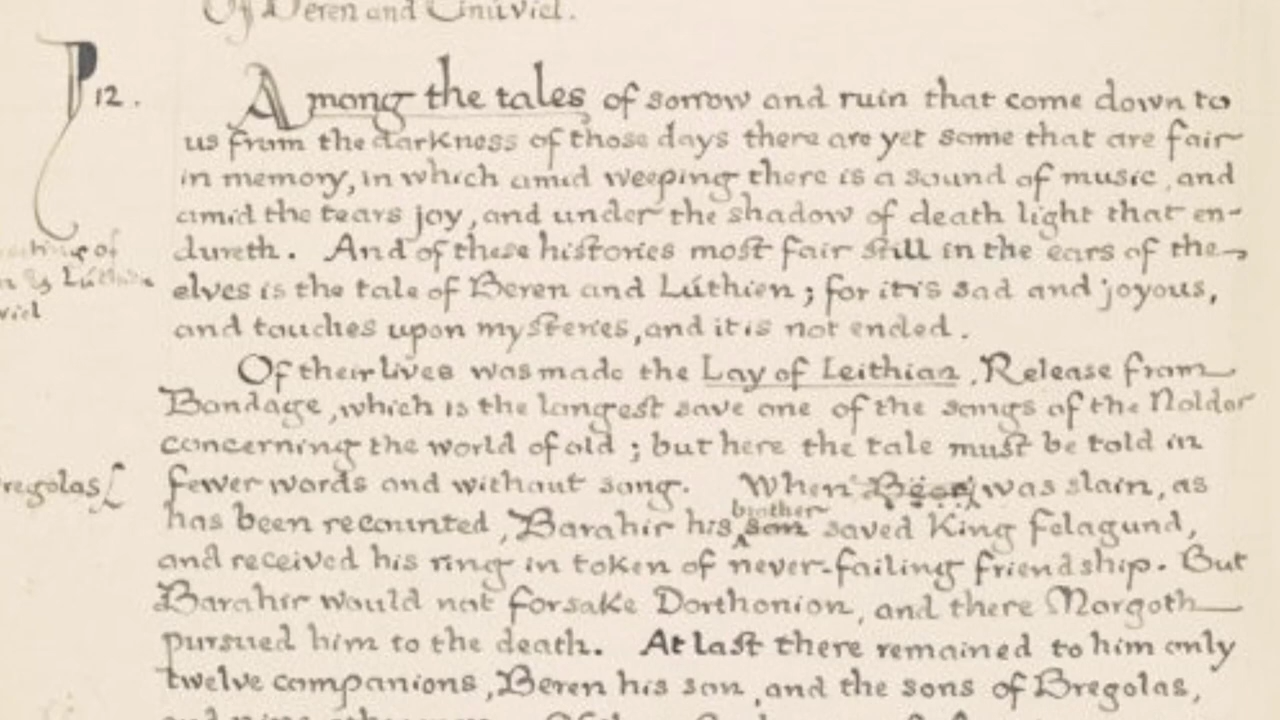 Of Beren and Tinúviel.
12.
Among the tales of sorrow and ruin that come down to
us from the darkness of those days there are yet some that are fair
in memory, in which amid weeping there is a sound of music, and
amid the tears joy, and under the shadow of death light that en-
dureth. And of these histories most fair still in the ears of the
elves is the tale of Beren and Lúthien; for it is sad and joyous,
and touches upon mysteries, and it is not ended.
Of their lives was made the Lay of Leithian, Release from
Bondage, which is the longest save one of the songs of the Noldor
concerning the world of old; but here the tale must be told in
regolas fewer words and without song. When Bëor was slain, as
brother
has been recounted, Barahir his son saved King Felagund,
and received his ring in token of never-failing friendship. But
Barahir would not forsake Dorthonion, and there Morgoth
pursued him to the death. At last there remained to him only
twelve companions, Beren his son, and the sons of Bregolas,